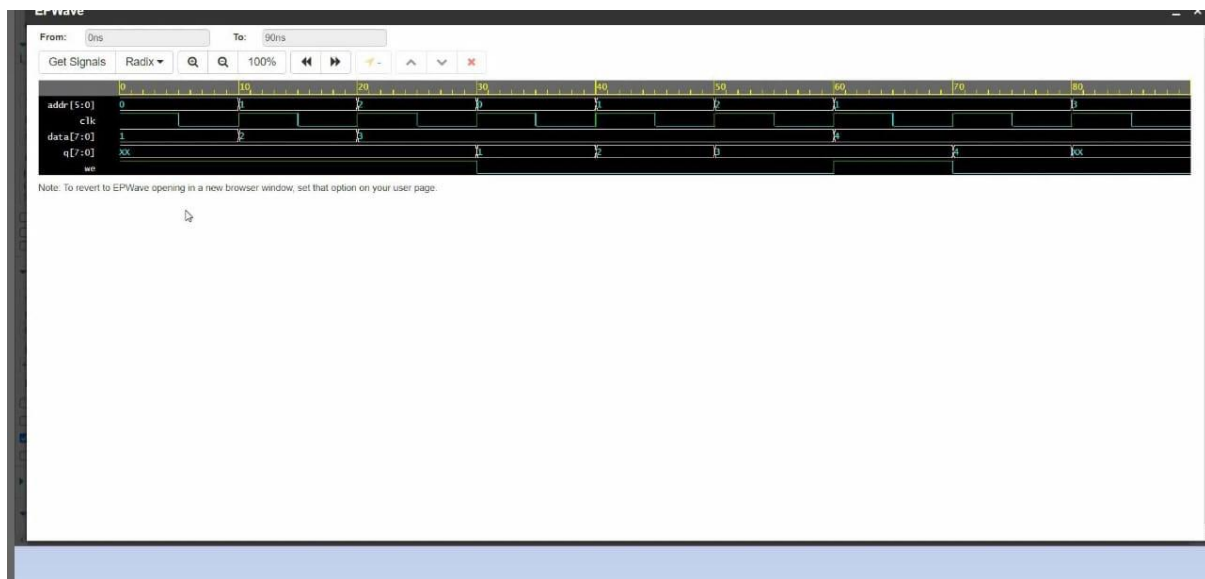 EPWave
From: 0ns To: 90ns
Get Signals Radix 100%
0 10 20 30 40 50 60 70 80
addr[5:0] 0 1 2 0 1 2 1 3
clk
data[7:0] 1 2 3 4
q[7:0] XX 1 2 3 4 XX
we
Note: To revert to EPWave opening in a new browser window, set that option on your user page.